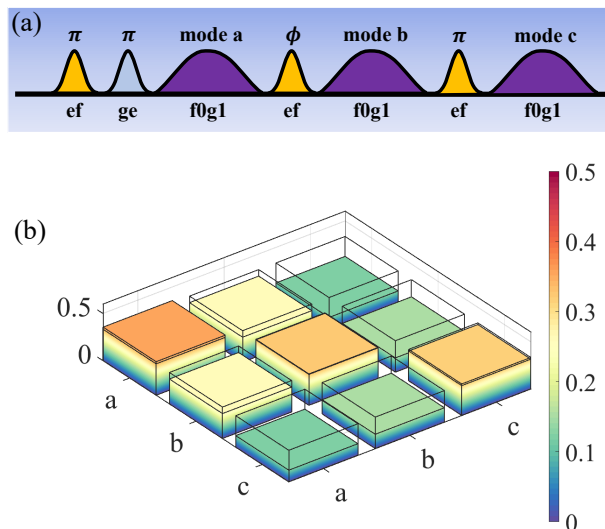 (a)
π π mode a ϕ mode b π mode c
ef ge f0g1 ef f0g1 ef f0g1
(b)
0.5
0
a
b
c
a
b
c
0.5
0.4
0.3
0.2
0.1
0